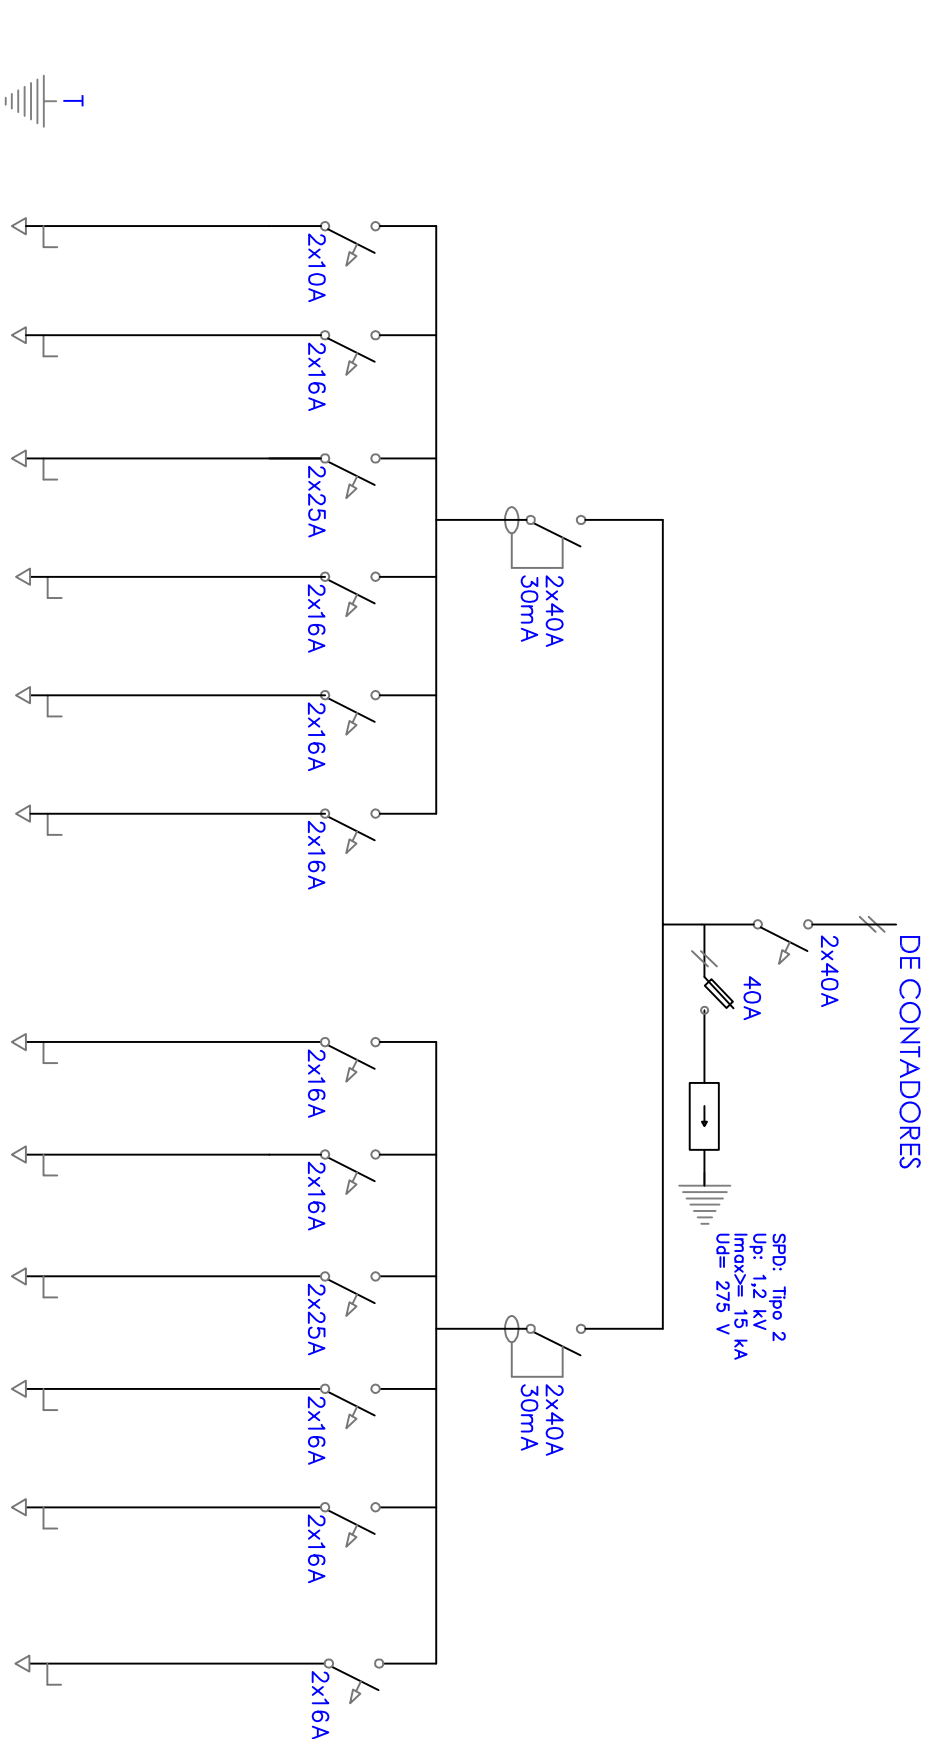 DE CONTADORES
2x40A
40A
SPD: Tipo 2
Up: 1,2 kV
Imax>= 15 kA
Ud= 275 V
2x40A
30mA
2x40A
30mA
T
2x10A
2x16A
2x25A
2x16A
2x16A
2x16A
2x16A
2x16A
2x25A
2x16A
2x16A
2x16A